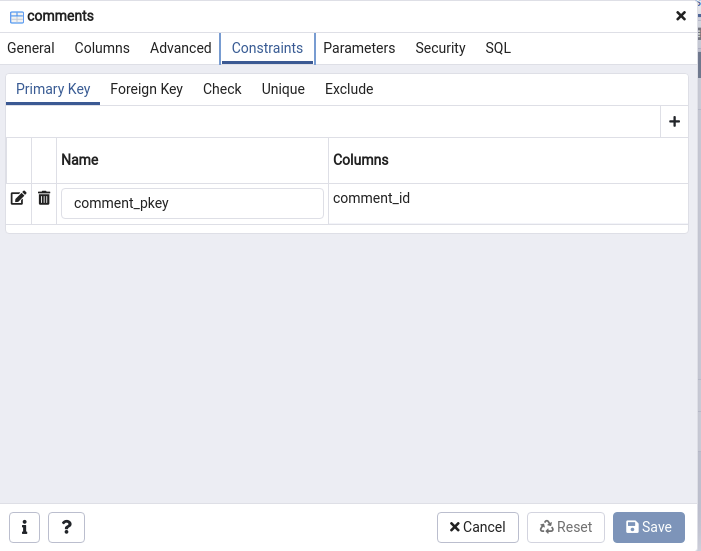 comments
General Columns Advanced Constraints Parameters Security SQL
Primary Key Foreign Key Check Unique Exclude
Name Columns
comment_pkey comment_id
Cancel Reset Save